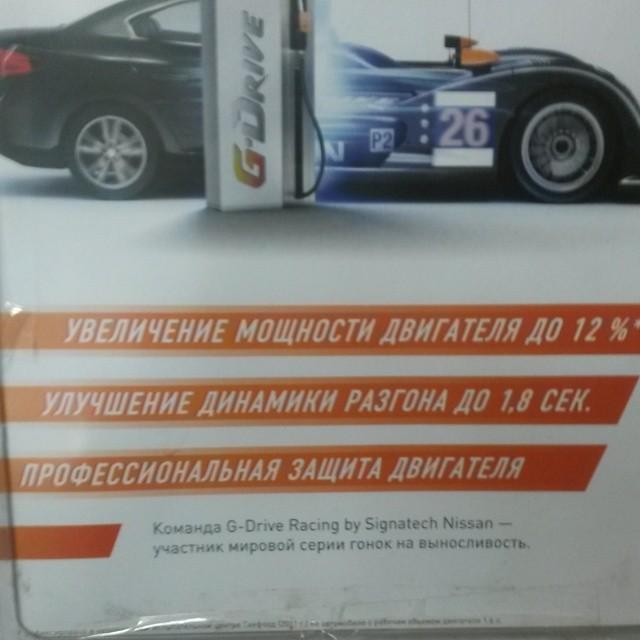 G-DRIVE
P2
26
УВЕЛИЧЕНИЕ МОЩНОСТИ ДВИГАТЕЛЯ ДО 12 %*
УЛУЧШЕНИЕ ДИНАМИКИ РАЗГОНА ДО 1,8 СЕК.
ПРОФЕССИОНАЛЬНАЯ ЗАЩИТА ДВИГАТЕЛЯ
Команда G-Drive Racing by Signatech Nissan —
участник мировой серии гонок на выносливость.